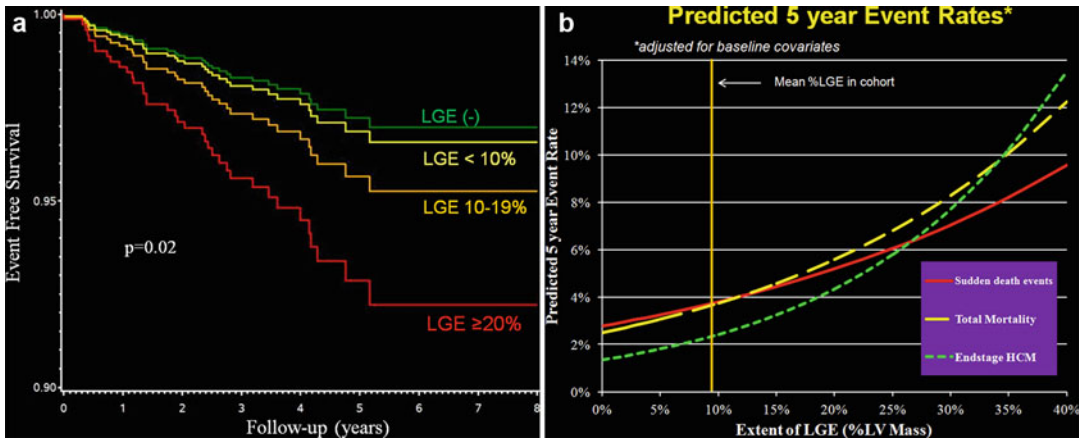 a
1.00
0.95
0.90
Event Free Survival
LGE (-)
LGE < 10%
LGE 10-19%
LGE ≥20%
p=0.02
0 1 2 3 4 5 6 7 8
Follow-up (years)
b
Predicted 5 year Event Rates*
*adjusted for baseline covariates
Mean %LGE in cohort
Predicted 5 year Event Rate
14%
12%
10%
8%
6%
4%
2%
0%
Sudden death events
Total Mortality
Endstage HCM
0% 5% 10% 15% 20% 25% 30% 35% 40%
Extent of LGE (%LV Mass)